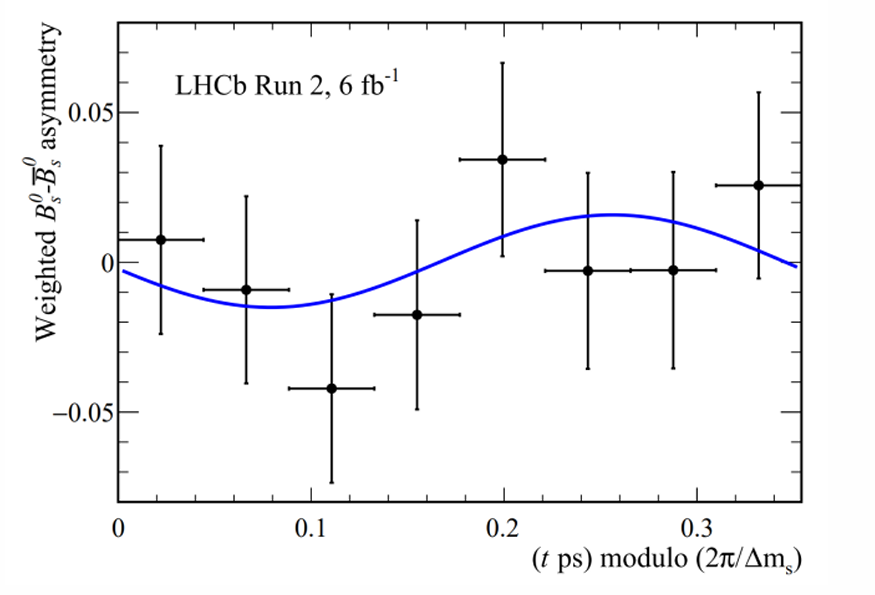 Weighted B⁰ₛ-B̅⁰ₛ asymmetry
LHCb Run 2, 6 fb⁻¹
0.05
0
−0.05
0 0.1 0.2 0.3
(t ps) modulo (2π/Δmₛ)